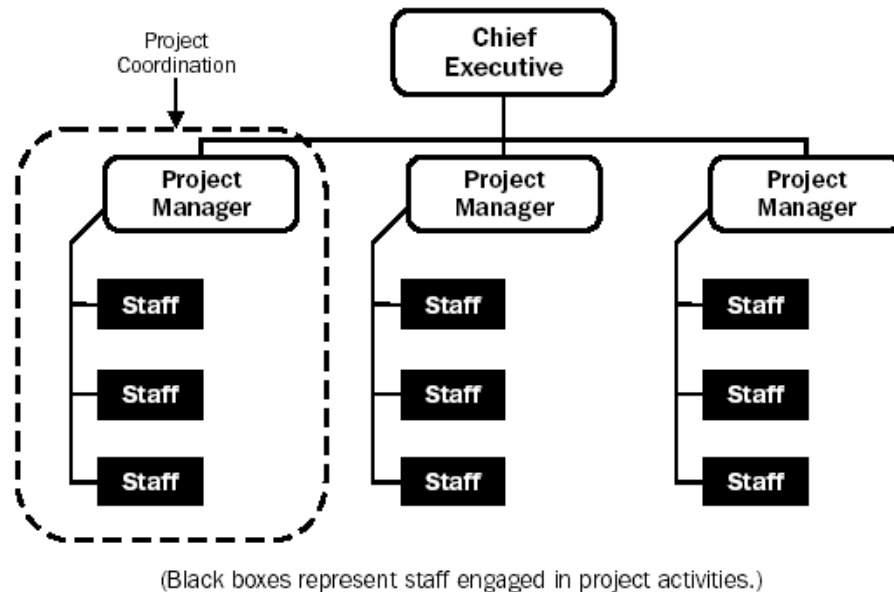 Project
Coordination
Chief
Executive
Project
Manager
Project
Manager
Project
Manager
Staff
Staff
Staff
Staff
Staff
Staff
Staff
Staff
Staff
(Black boxes represent staff engaged in project activities.)